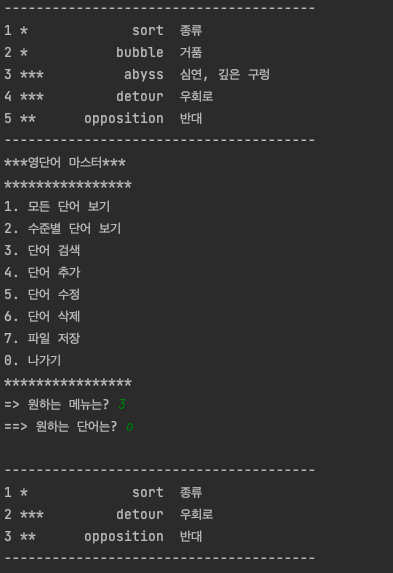 ---------------------------------------
1 *             sort  종류
2 *           bubble  거품
3 ***          abyss  심연, 깊은 구렁
4 ***         detour  우회로
5 **      opposition  반대
---------------------------------------
***영단어 마스터***
****************
1. 모든 단어 보기
2. 수준별 단어 보기
3. 단어 검색
4. 단어 추가
5. 단어 수정
6. 단어 삭제
7. 파일 저장
0. 나가기
****************
=> 원하는 메뉴는? 3
==> 원하는 단어는? o
---------------------------------------
1 *             sort  종류
2 ***         detour  우회로
3 **      opposition  반대
---------------------------------------